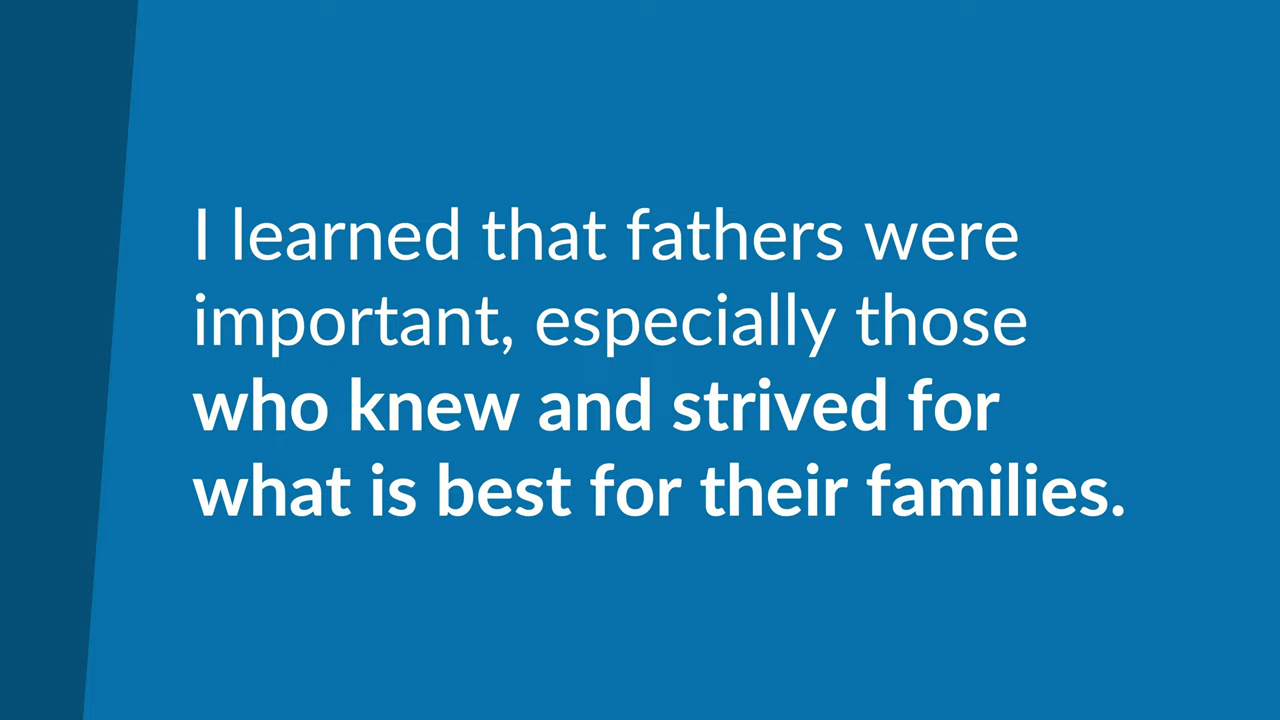 I learned that fathers were
important, especially those
who knew and strived for
what is best for their families.